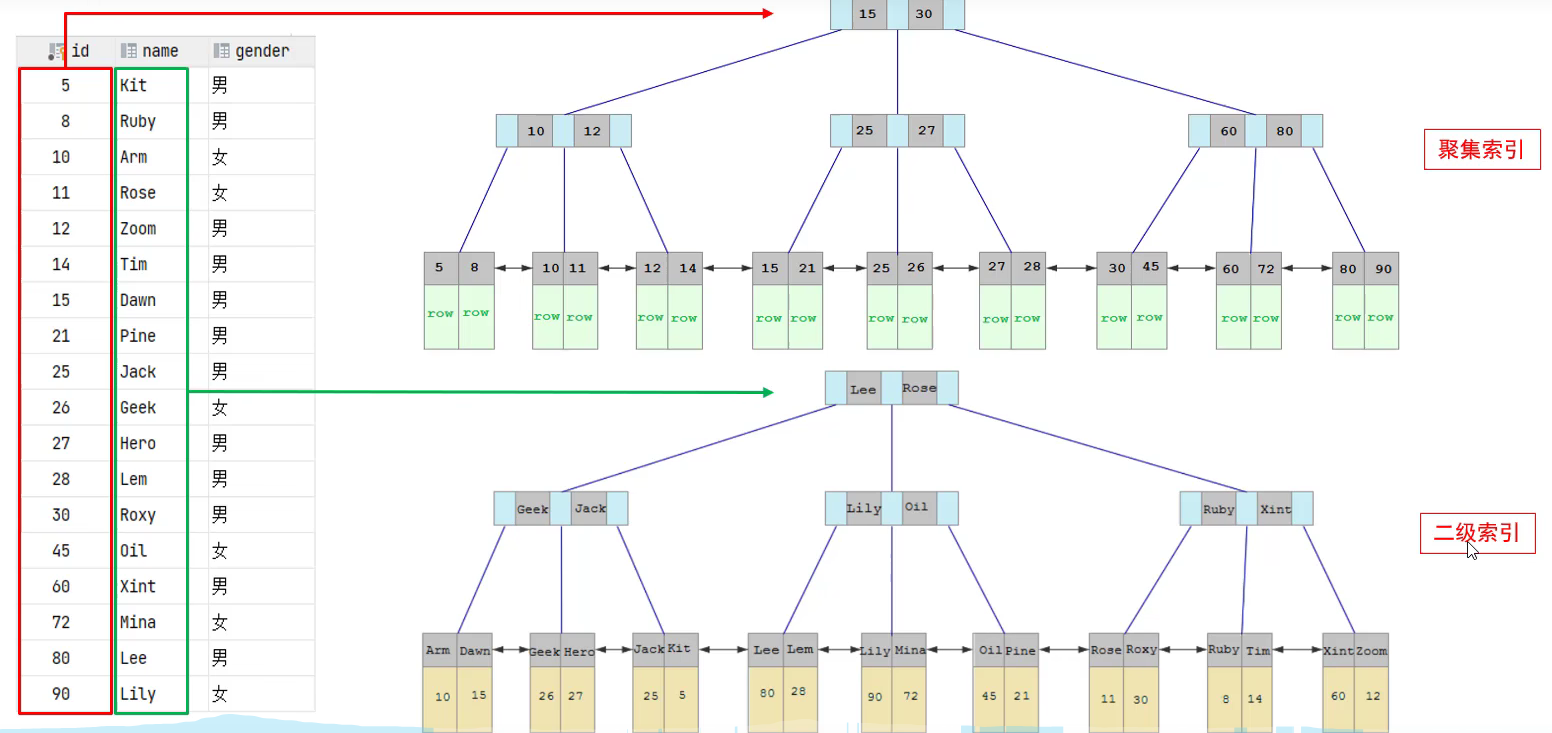 id name gender
5 Kit 男
8 Ruby 男
10 Arm 女
11 Rose 女
12 Zoom 男
14 Tim 男
15 Dawn 男
21 Pine 男
25 Jack 男
26 Geek 女
27 Hero 男
28 Lem 男
30 Roxy 男
45 Oil 女
60 Xint 男
72 Mina 女
80 Lee 男
90 Lily 女
15 30
10 12 25 27 60 80
聚集索引
5 8 10 11 12 14 15 21 25 26 27 28 30 45 60 72 80 90
row row row row row row row row row row row row row row row row row row
Lee Rose
Geek Jack Lily Oil Ruby Xint
二级索引
Arm Dawn Geek Hero Jack Kit Lee Lem Lily Mina Oil Pine Rose Roxy Ruby Tim Xint Zoom
10 15 26 27 25 5 80 28 90 72 45 21 11 30 8 14 60 12